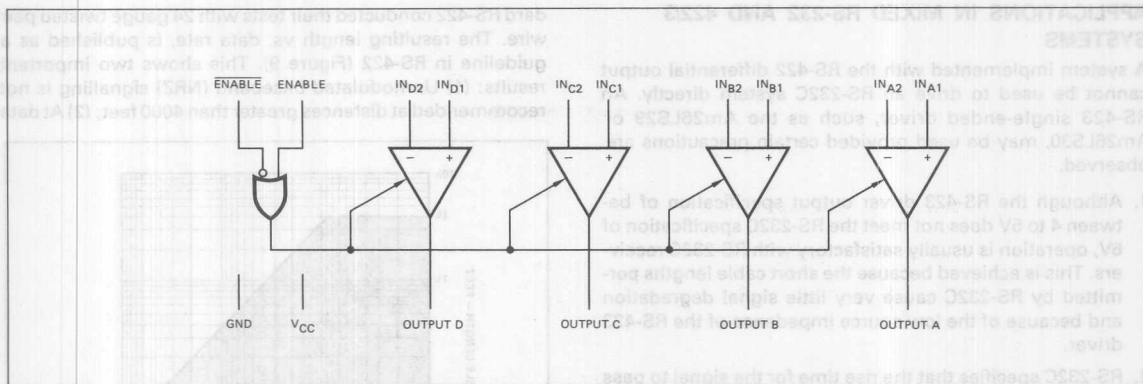 ENABLE ENABLE IND2 IND1 INC2 INC1 INB2 INB1 INA2 INA1
− + − + − + − +
GND VCC OUTPUT D OUTPUT C OUTPUT B OUTPUT A
APPLICATIONS IN MIXED RS-232 AND 422G
SYSTEMS
A system implemented with the RS-422 differential output
cannot be used to drive an RS-232C system directly. An
RS-423 single-ended driver, such as the Am26LS29 or
Am26LS30, may be used provided certain precautions are
observed.
Although the RS-423 driver output specification of be-
tween 4 to 6V does not meet the RS-232C specification of
6V, operation is usually satisfactory with RS-232C receiv-
ers. This is achieved because the short cable lengths per-
mitted by RS-232C cause very little signal degradation
and because of the low source impedance of the RS-423
driver.
RS-232C specifies that the rise time for the signal to pass
dard RS-422 conducted their tests with 24 gauge twisted pair
wire. The resulting length vs. data rate, is published as a
guideline in RS-422 (Figure 9). This shows two important
results: (1) Unmodulated baseband (NRZ) signalling is not
recommended at distances greater than 4000 feet; (2) At data